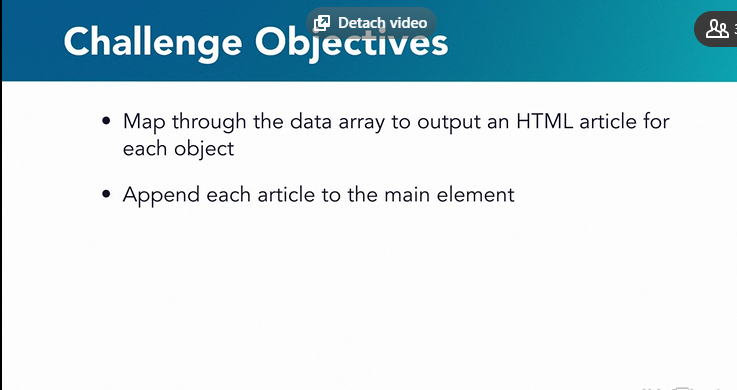 Detach video
Challenge Objectives
• Map through the data array to output an HTML article for
each object
• Append each article to the main element